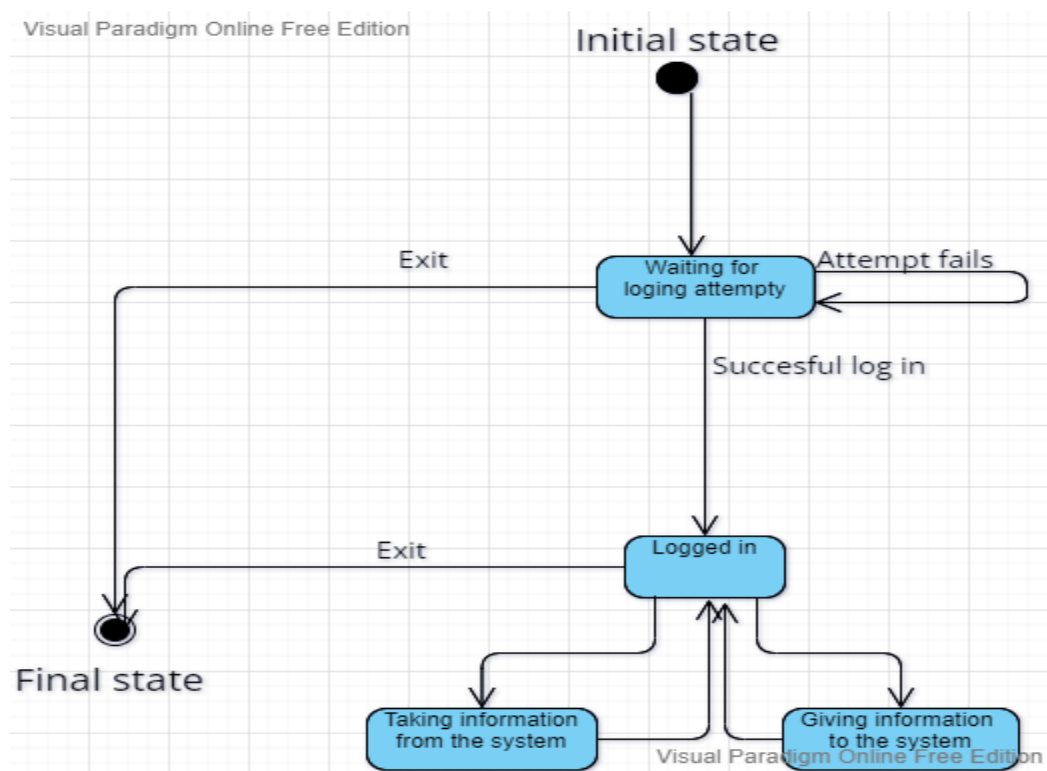 Visual Paradigm Online Free Edition
Initial state
Exit
Waiting for
loging attempty
Attempt fails
Succesful log in
Exit
Logged in
Final state
Taking information
from the system
Giving information
to the system
Visual Paradigm Online Free Edition